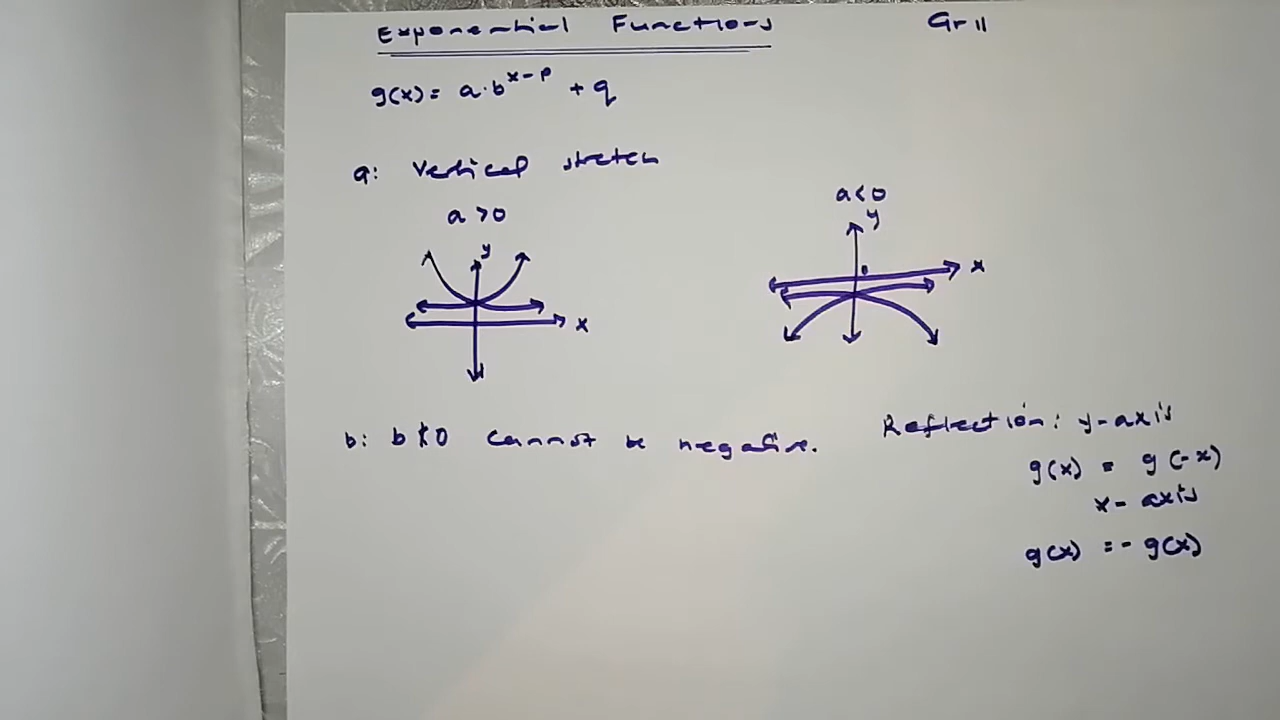 Exponential Functions Gr 11
g(x) = a·b^(x-p) + q
a: Vertical stretch
a > 0
a < 0
y
y
x
x
b: b ≮ 0 cannot be negative.
Reflection: y-axis
g(x) = g(-x)
x-axis
g(x) = -g(x)